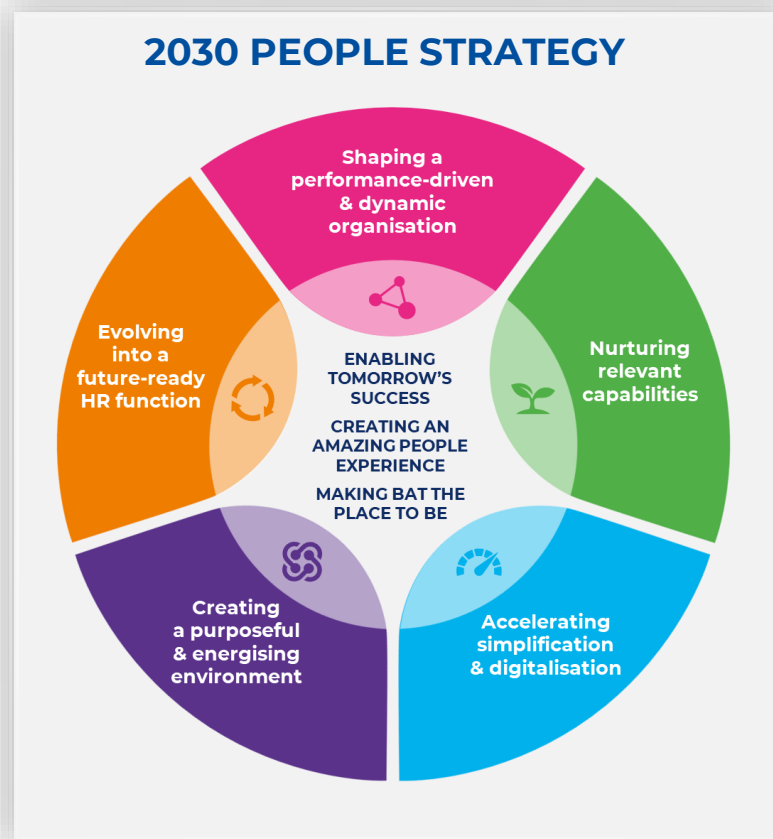 2030 PEOPLE STRATEGY
Shaping a
performance-driven
& dynamic
organisation
Nurturing
relevant
capabilities
Accelerating
simplification
& digitalisation
Creating
a purposeful
& energising
environment
Evolving
into a
future-ready
HR function
ENABLING
TOMORROW'S
SUCCESS
CREATING AN
AMAZING PEOPLE
EXPERIENCE
MAKING BAT THE
PLACE TO BE